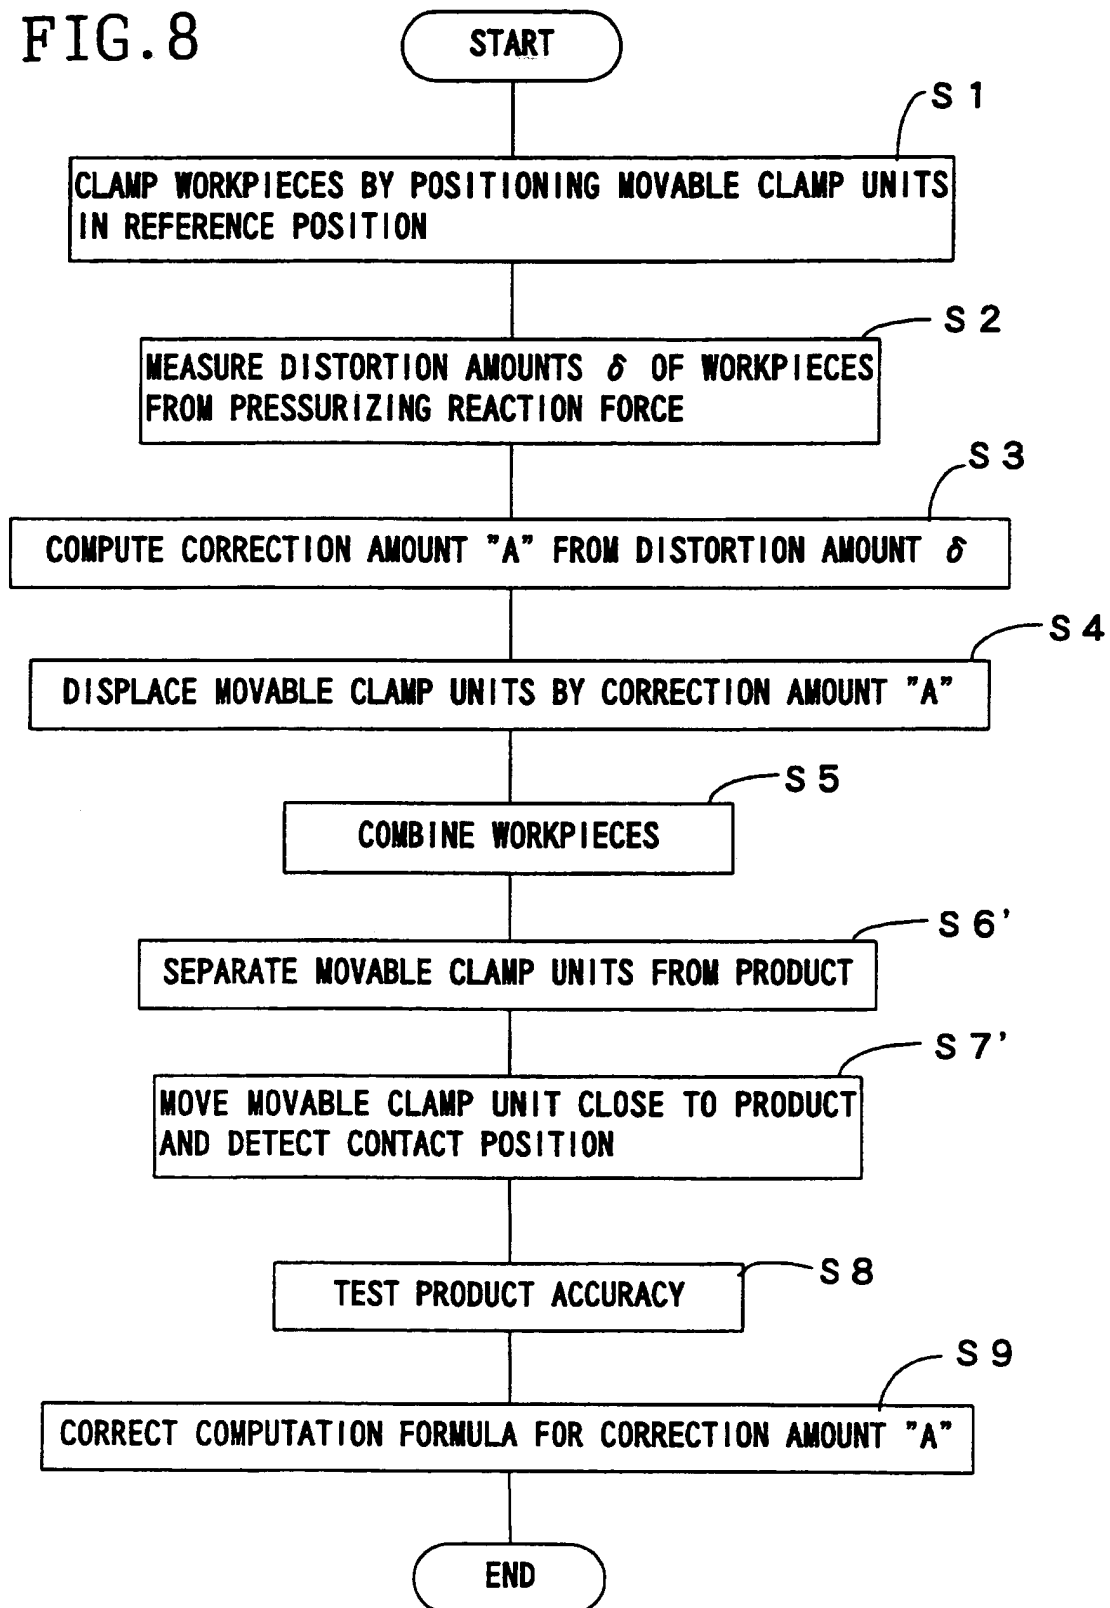 FIG.8
START
S1
CLAMP WORKPIECES BY POSITIONING MOVABLE CLAMP UNITS
IN REFERENCE POSITION
S2
MEASURE DISTORTION AMOUNTS δ OF WORKPIECES
FROM PRESSURIZING REACTION FORCE
S3
COMPUTE CORRECTION AMOUNT "A" FROM DISTORTION AMOUNT δ
S4
DISPLACE MOVABLE CLAMP UNITS BY CORRECTION AMOUNT "A"
S5
COMBINE WORKPIECES
S6'
SEPARATE MOVABLE CLAMP UNITS FROM PRODUCT
S7'
MOVE MOVABLE CLAMP UNIT CLOSE TO PRODUCT
AND DETECT CONTACT POSITION
S8
TEST PRODUCT ACCURACY
S9
CORRECT COMPUTATION FORMULA FOR CORRECTION AMOUNT "A"
END